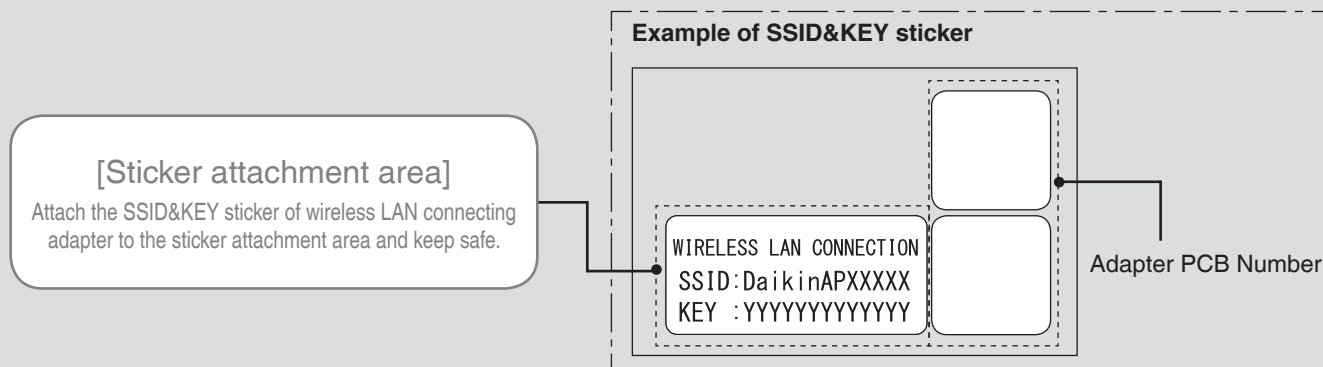 Example of SSID&KEY sticker
[Sticker attachment area]
Attach the SSID&KEY sticker of wireless LAN connecting
adapter to the sticker attachment area and keep safe.
WIRELESS LAN CONNECTION
SSID:DaikinAPXXXXX
KEY :YYYYYYYYYYYYY
Adapter PCB Number